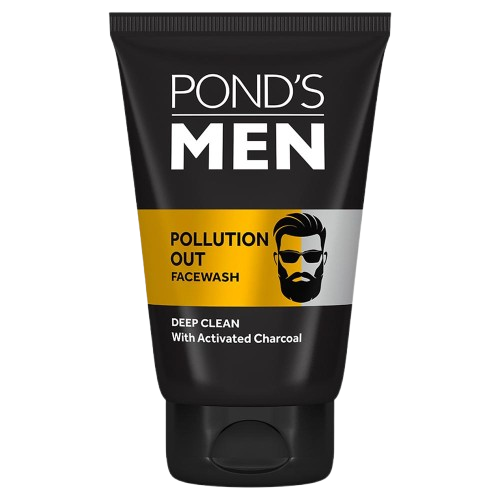 POND'S
MEN
POLLUTION
OUT
FACEWASH
DEEP CLEAN
With Activated Charcoal